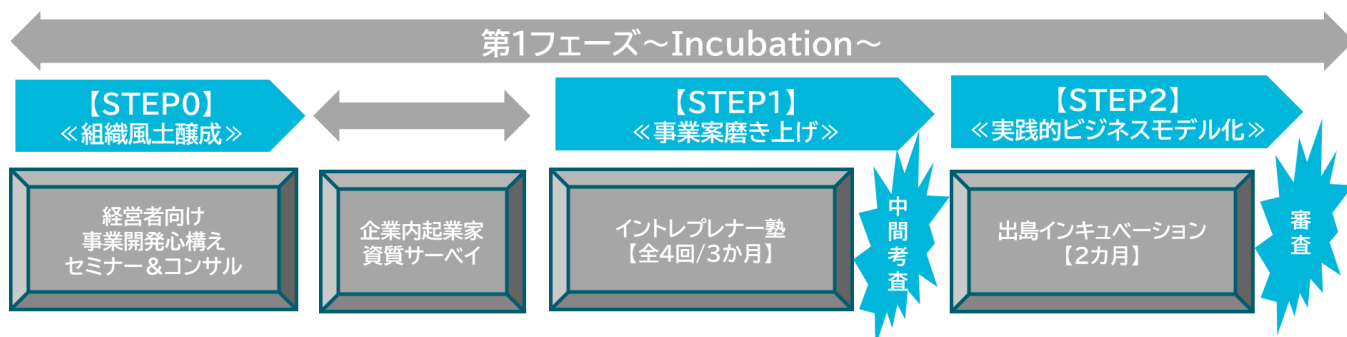 第1フェーズ～Incubation～
【STEP0】
≪組織風土醸成≫
【STEP1】
≪事業案磨き上げ≫
【STEP2】
≪実践的ビジネスモデル化≫
経営者向け
事業開発心構え
セミナー＆コンサル
企業内起業家
資質サーベイ
イントレプレナー塾
【全4回/3か月】
中間考査
出島インキュベーション
【2カ月】
審査